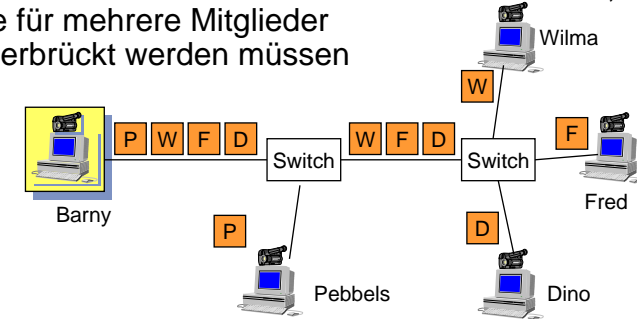 e für mehrere Mitglieder
erbrückt werden müssen
Wilma
W
P W F D
W F D
F
Switch
Switch
Barny
Fred
P
D
Pebbels
Dino